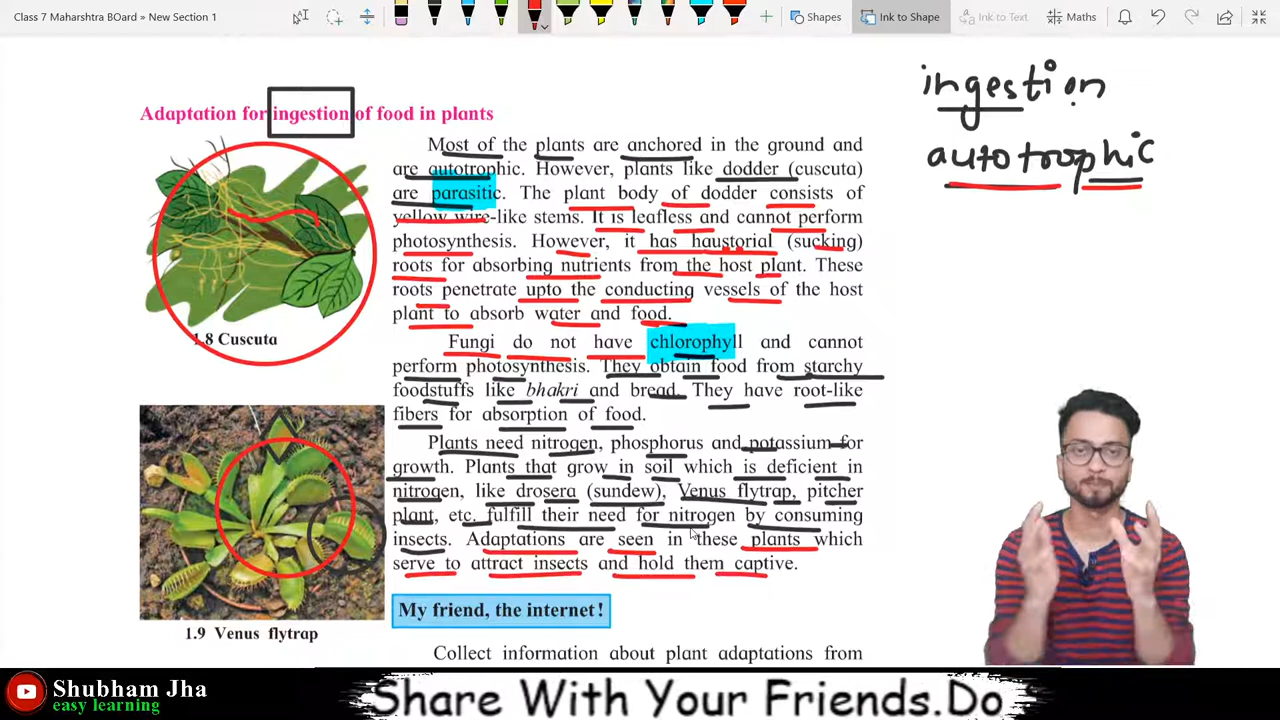 Class 7 Maharshtra BOard » New Section 1
Shapes
Ink to Shape
Ink to Text
Maths
ingestion
autotrophic
Adaptation for ingestion of food in plants
Most of the plants are anchored in the ground and
are autotrophic. However, plants like dodder (cuscuta)
are parasitic. The plant body of dodder consists of
yellow wire-like stems. It is leafless and cannot perform
photosynthesis. However, it has haustorial (sucking)
roots for absorbing nutrients from the host plant. These
roots penetrate upto the conducting vessels of the host
plant to absorb water and food.
1.8 Cuscuta
Fungi do not have chlorophyll and cannot
perform photosynthesis. They obtain food from starchy
foodstuffs like bhakri and bread. They have root-like
fibers for absorption of food.
Plants need nitrogen, phosphorus and potassium for
growth. Plants that grow in soil which is deficient in
nitrogen, like drosera (sundew), Venus flytrap, pitcher
plant, etc. fulfill their need for nitrogen by consuming
insects. Adaptations are seen in these plants which
serve to attract insects and hold them captive.
1.9 Venus flytrap
My friend, the internet!
Collect information about plant adaptations from
Shubham Jha
easy learning
Share With Your Friends.Do